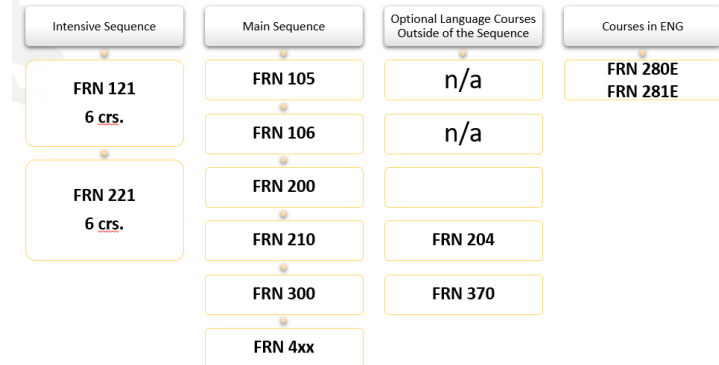 Intensive Sequence
FRN 121
6 crs.
FRN 221
6 crs.
Main Sequence
FRN 105
FRN 106
FRN 200
FRN 210
FRN 300
FRN 4xx
Optional Language Courses
Outside of the Sequence
n/a
n/a
FRN 204
FRN 370
Courses in ENG
FRN 280E
FRN 281E